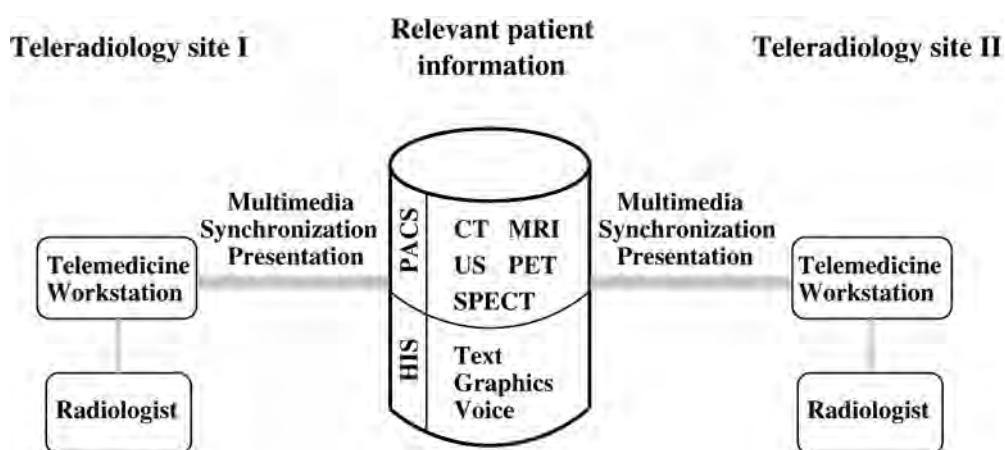 Teleradiology site I
Relevant patient
information
Teleradiology site II
Multimedia
Synchronization
Presentation
Telemedicine
Workstation
Radiologist
PACS
CT MRI
US PET
SPECT
HIS
Text
Graphics
Voice
Multimedia
Synchronization
Presentation
Telemedicine
Workstation
Radiologist